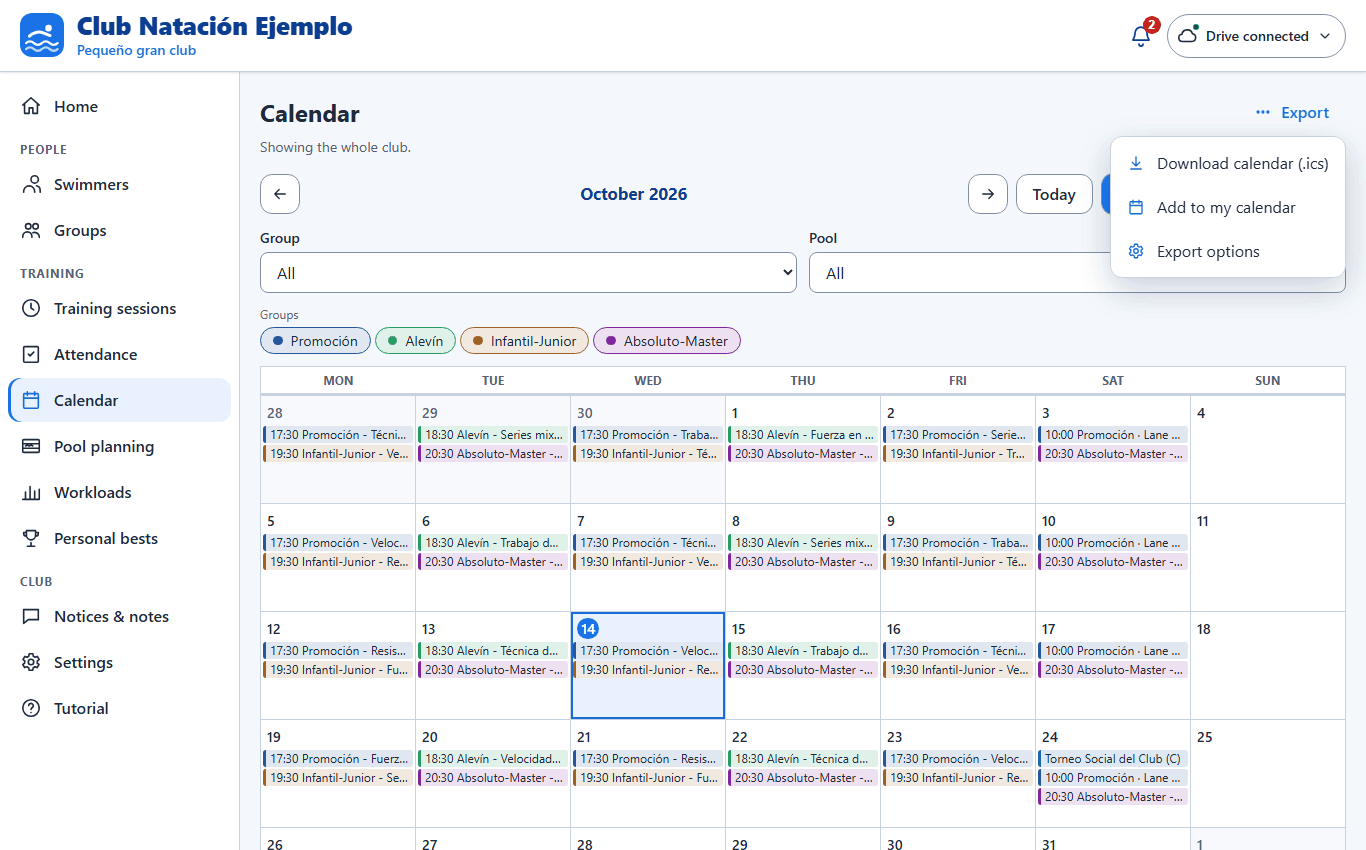 Club Natación Ejemplo
Pequeño gran club
2
Drive connected
Home
PEOPLE
Swimmers
Groups
TRAINING
Training sessions
Attendance
Calendar
Pool planning
Workloads
Personal bests
CLUB
Notices & notes
Settings
Tutorial
Calendar
Export
Showing the whole club.
Download calendar (.ics)
Add to my calendar
Export options
October 2026
Today
Group
Pool
All
All
Groups
Promoción
Alevín
Infantil-Junior
Absoluto-Master
MON TUE WED THU FRI SAT SUN
28
17:30 Promoción - Técni...
19:30 Infantil-Junior - Ve...
29
18:30 Alevín - Series mix...
20:30 Absoluto-Master -...
30
17:30 Promoción - Traba...
19:30 Infantil-Junior - Té...
1
18:30 Alevín - Fuerza en ...
20:30 Absoluto-Master -...
2
17:30 Promoción - Serie...
19:30 Infantil-Junior - Tr...
3
10:00 Promoción · Lane ...
20:30 Absoluto-Master -...
4
5
17:30 Promoción - Veloc...
19:30 Infantil-Junior - Re...
6
18:30 Alevín - Trabajo d...
20:30 Absoluto-Master -...
7
17:30 Promoción - Técni...
19:30 Infantil-Junior - Ve...
8
18:30 Alevín - Series mix...
20:30 Absoluto-Master -...
9
17:30 Promoción - Traba...
19:30 Infantil-Junior - Té...
10
10:00 Promoción · Lane ...
20:30 Absoluto-Master -...
11
12
17:30 Promoción - Resis...
19:30 Infantil-Junior - Fu...
13
18:30 Alevín - Técnica d...
20:30 Absoluto-Master -...
14
17:30 Promoción - Veloc...
19:30 Infantil-Junior - Re...
15
18:30 Alevín - Trabajo d...
20:30 Absoluto-Master -...
16
17:30 Promoción - Técni...
19:30 Infantil-Junior - Ve...
17
10:00 Promoción · Lane ...
20:30 Absoluto-Master -...
18
19
17:30 Promoción - Fuerz...
19:30 Infantil-Junior - Se...
20
18:30 Alevín - Velocidad...
20:30 Absoluto-Master -...
21
17:30 Promoción - Resis...
19:30 Infantil-Junior - Fu...
22
18:30 Alevín - Técnica d...
20:30 Absoluto-Master -...
23
17:30 Promoción - Veloc...
19:30 Infantil-Junior - Re...
24
Torneo Social del Club (C)
10:00 Promoción · Lane ...
20:30 Absoluto-Master -...
25
26
27
28
29
30
31
1